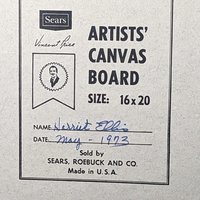 Sears
Vincent Price
ARTISTS'
CANVAS
BOARD
SIZE: 16x20
NAME Harriet Ellis
DATE May - 1973
Sold by
SEARS, ROEBUCK AND CO.
Made in U.S.A.